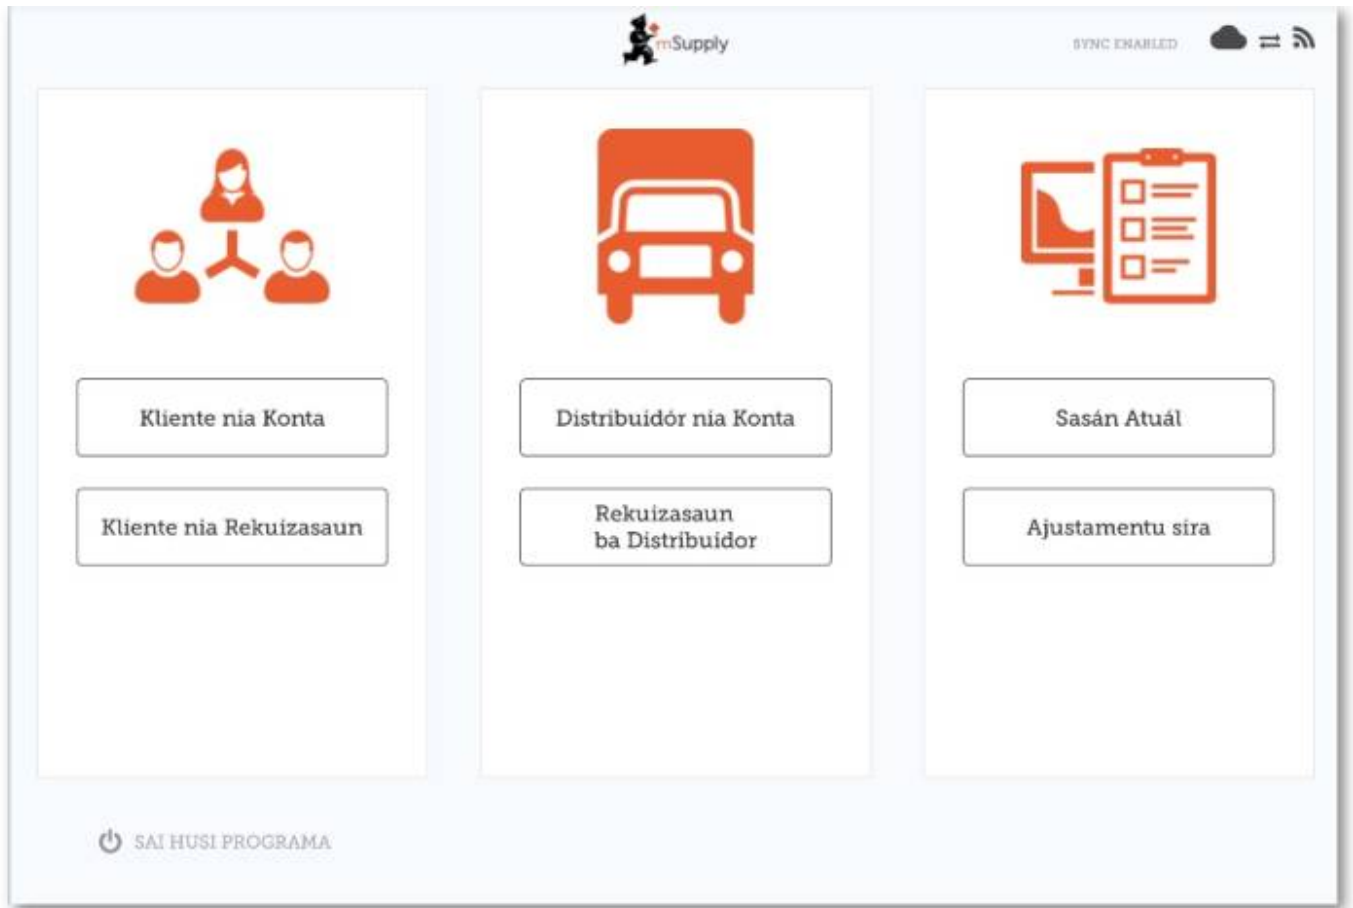 mSupply
SYNC ENABLED
Kliente nia Konta
Kliente nia Rekuizasaun
Distribuidór nia Konta
Rekuizasaun
ba Distribuidor
Sasán Atuál
Ajustamentu sira
SAI HUSI PROGRAMA